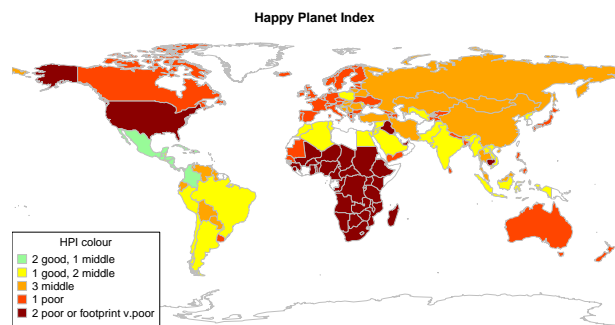 Happy Planet Index
HPI colour
2 good, 1 middle
1 good, 2 middle
3 middle
1 poor
2 poor or footprint v.poor